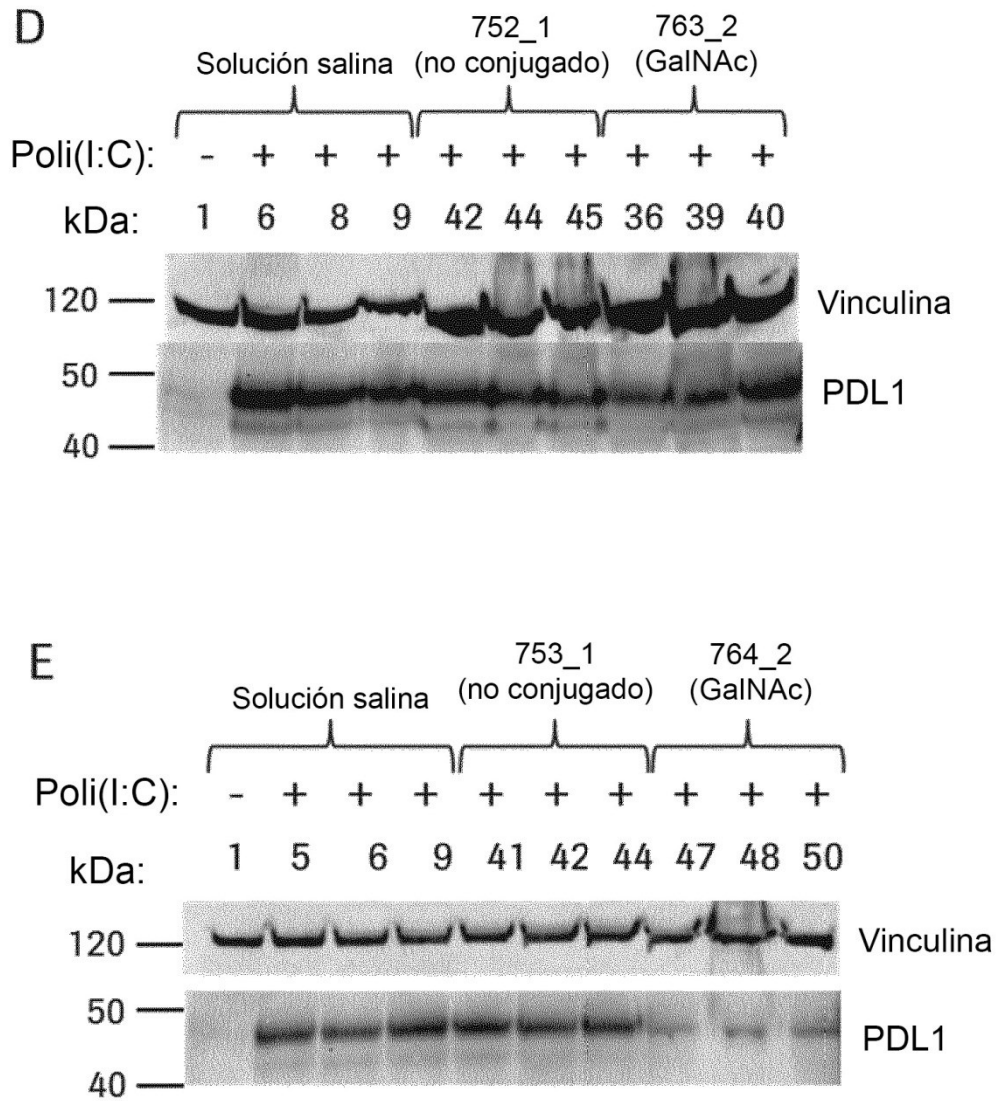 D
752_1
763_2
Solución salina (no conjugado) (GalNAc)
Poli(I:C): - + + + + + + + + +
kDa: 1 6 8 9 42 44 45 36 39 40
120 Vinculina
50
PDL1
40
E
753_1
764_2
Solución salina (no conjugado) (GalNAc)
Poli(I:C): - + + + + + + + + +
kDa: 1 5 6 9 41 42 44 47 48 50
120 Vinculina
50
PDL1
40